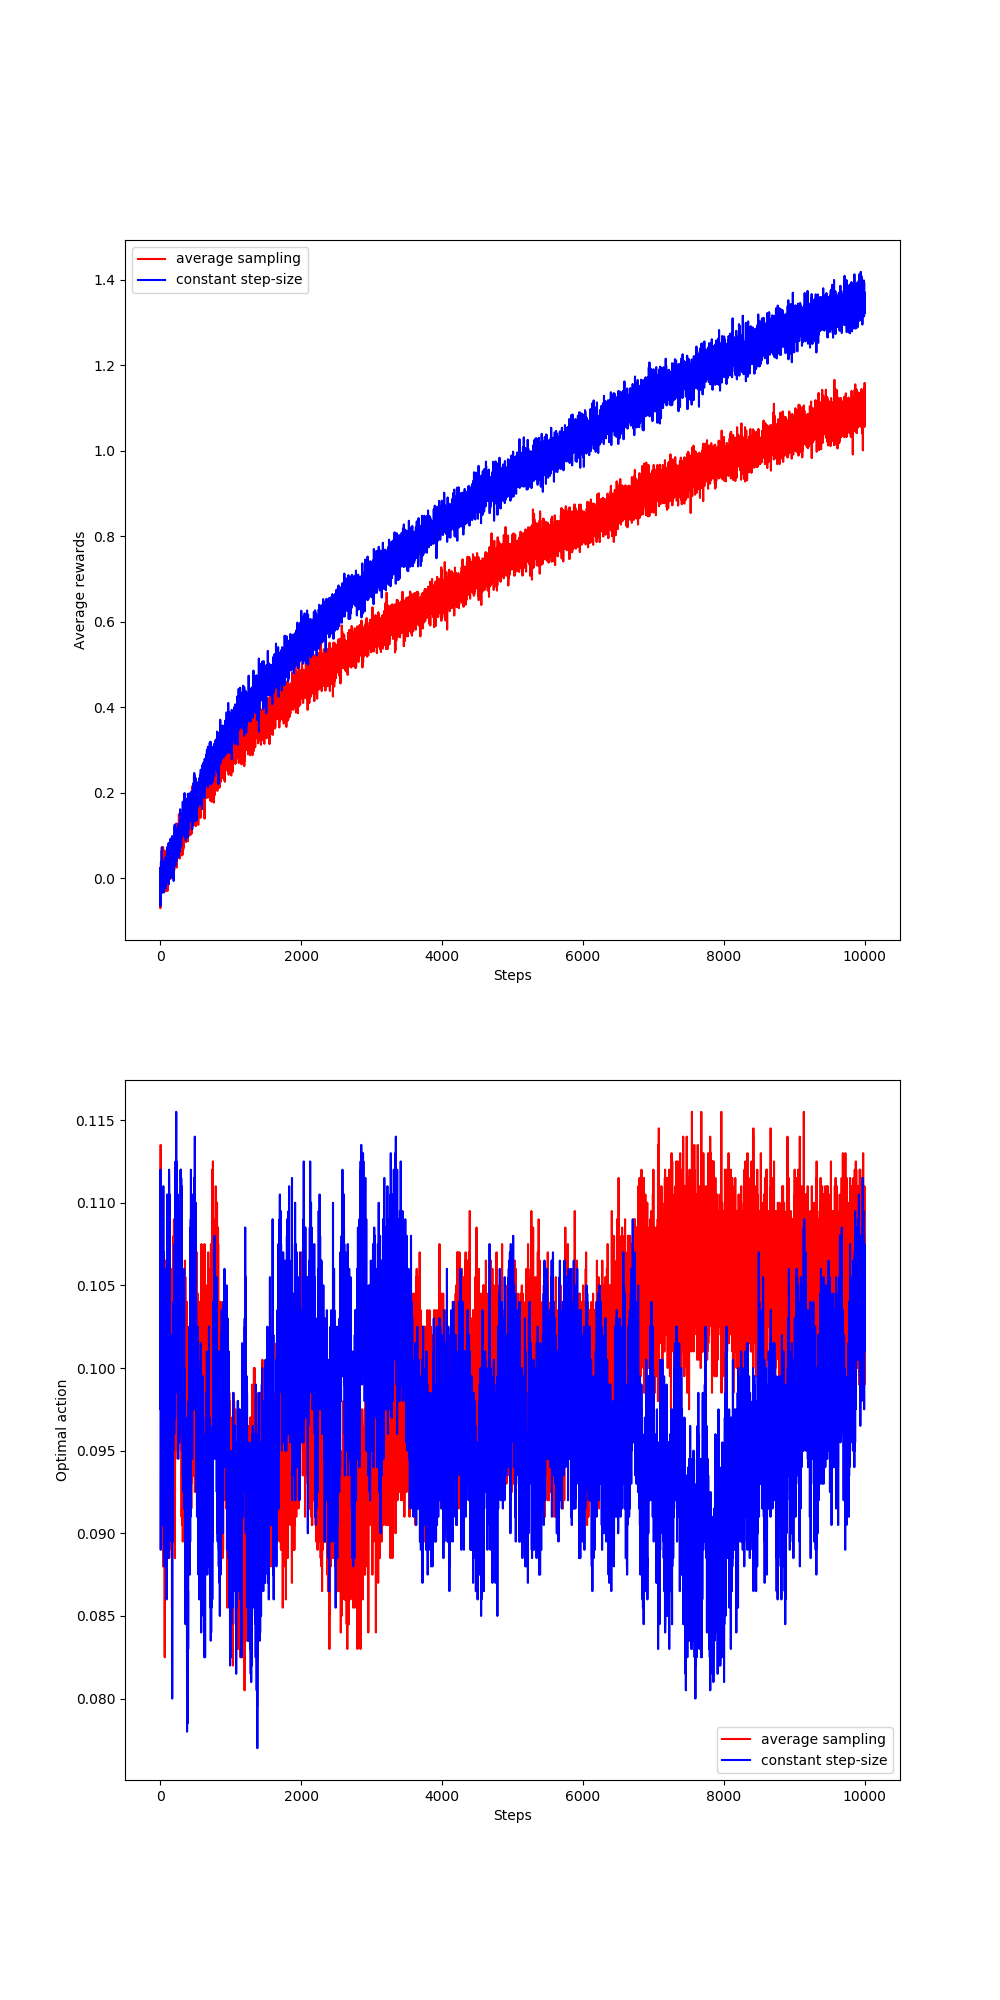 average sampling
constant step-size
1.4
1.2
1.0
0.8
0.6
0.4
0.2
0.0
Average rewards
0 2000 4000 6000 8000 10000
Steps
0.115
0.110
0.105
0.100
0.095
0.090
0.085
0.080
Optimal action
average sampling
constant step-size
0 2000 4000 6000 8000 10000
Steps